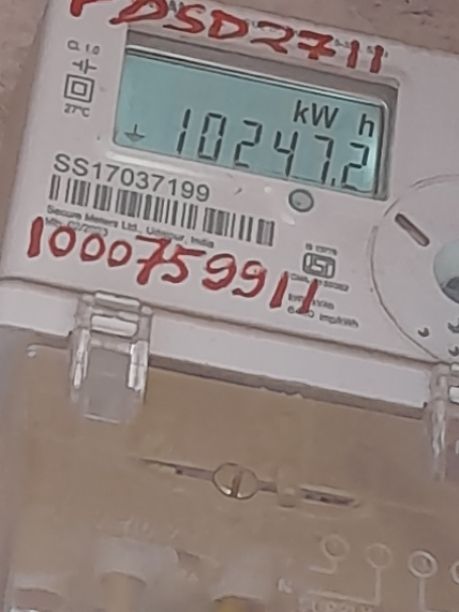 PDSD2711
Cl. 1.0
27°C
kW h
10247.2
SS17037199
Secure Meters Ltd., Udaipur, India
1000759911